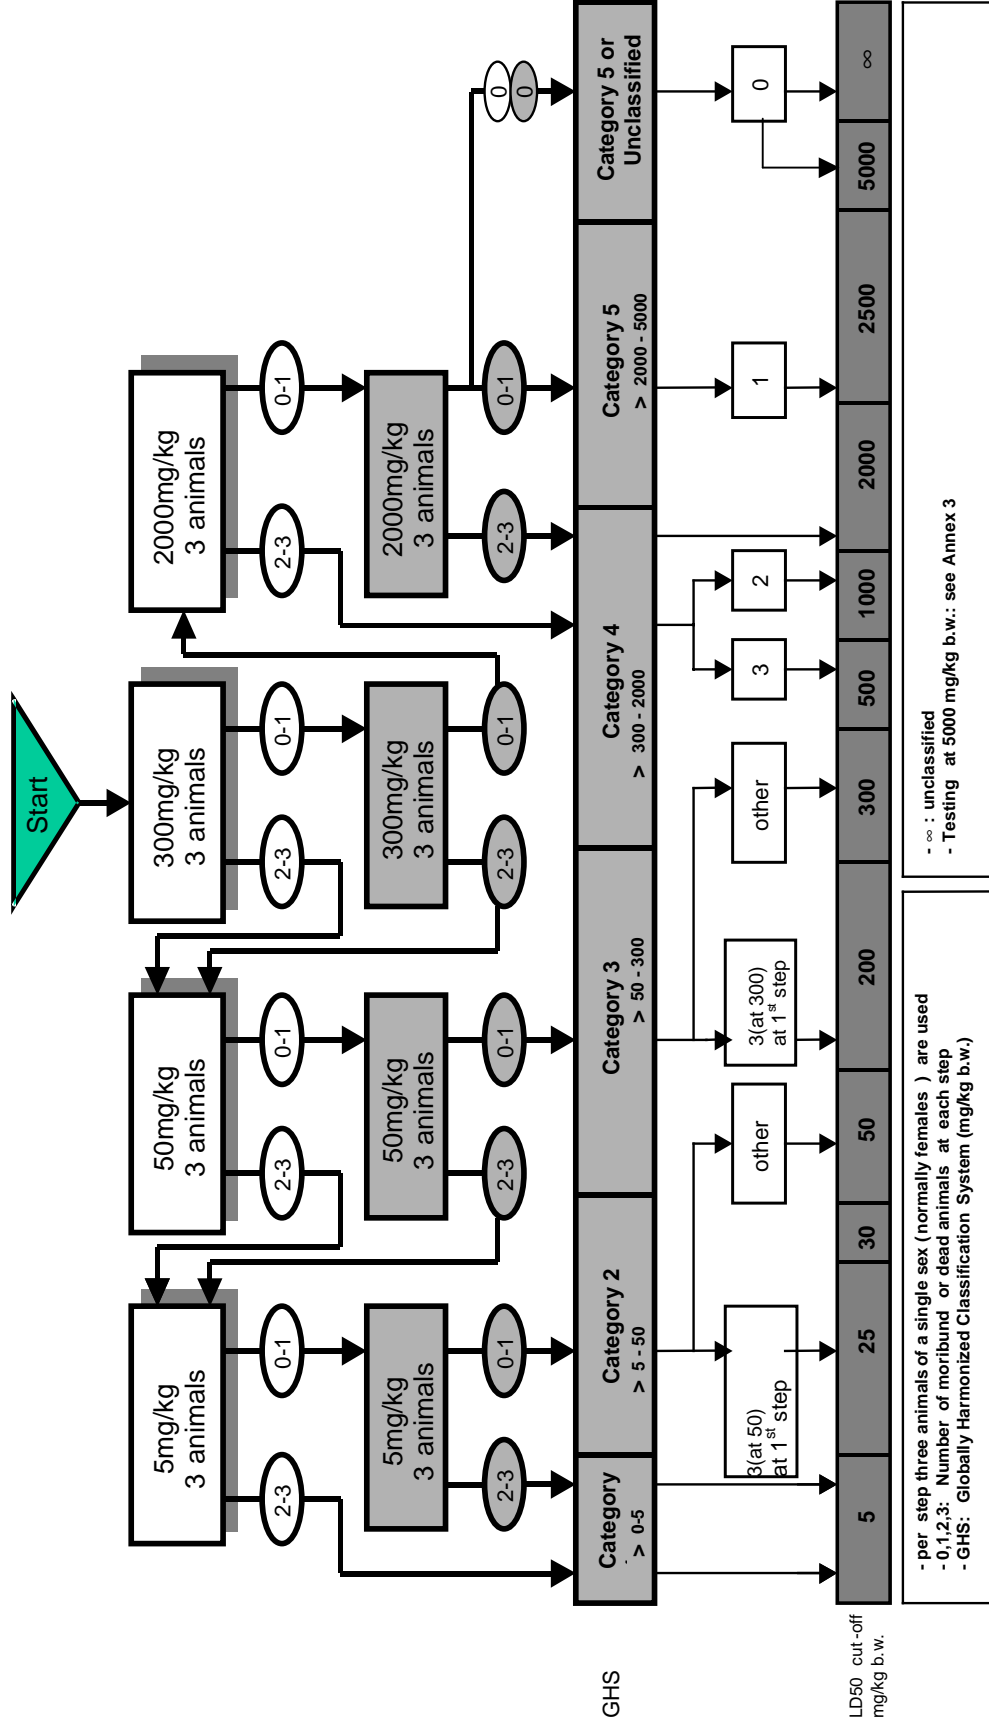 Start
5mg/kg
3 animals
50mg/kg
3 animals
300mg/kg
3 animals
2000mg/kg
3 animals
2-3
0-1
2-3
0-1
2-3
0-1
2-3
0-1
5mg/kg
3 animals
50mg/kg
3 animals
300mg/kg
3 animals
2000mg/kg
3 animals
2-3
0-1
2-3
0-1
2-3
0-1
2-3
0-1
0
0
GHS
Category
> 0-5
Category 2
> 5 - 50
Category 3
> 50 - 300
Category 4
> 300 - 2000
Category 5
> 2000 - 5000
Category 5 or
Unclassified
3(at 50)
at 1st step
other
3(at 300)
at 1st step
other
3
2
1
0
LD50 cut-off
mg/kg b.w.
5
25
30
50
200
300
500
1000
2000
2500
5000
∞
- per step three animals of a single sex (normally females ) are used
- 0,1,2,3: Number of moribund or dead animals at each step
- GHS: Globally Harmonized Classification System (mg/kg b.w.)
- ∞ : unclassified
- Testing at 5000 mg/kg b.w.: see Annex 3